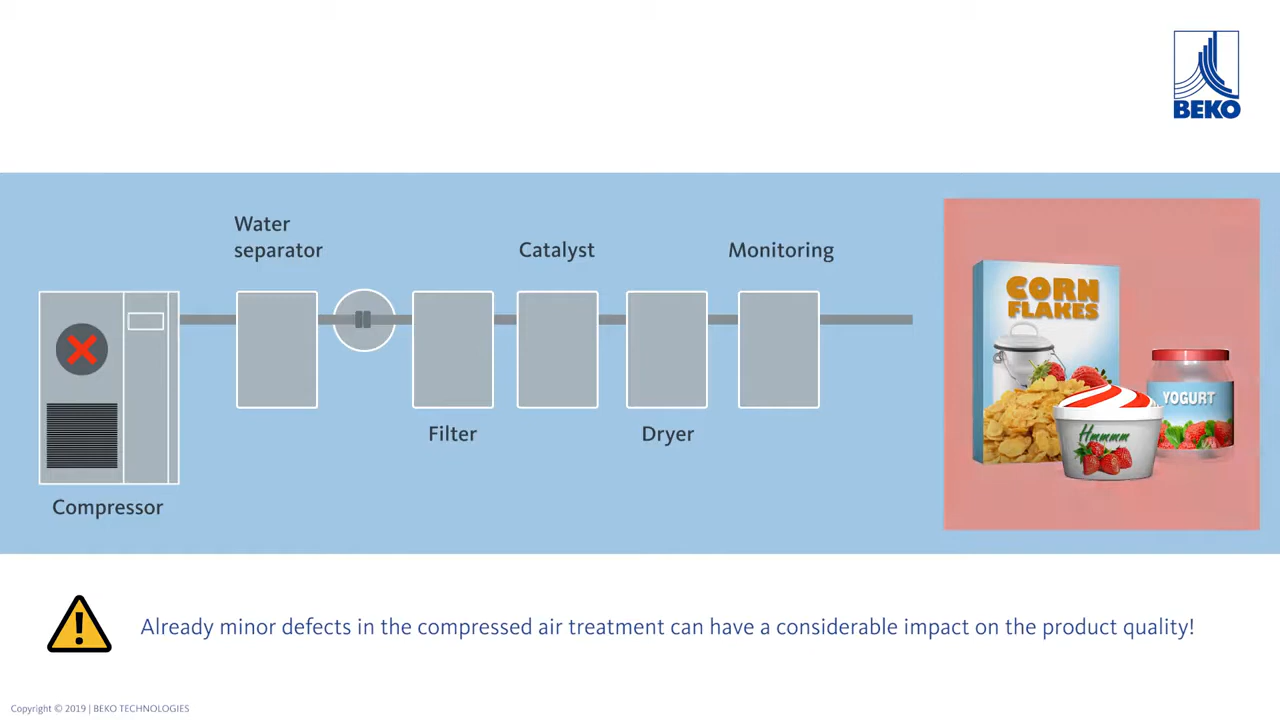 BEKO
Water
separator
Catalyst
Monitoring
CORN
FLAKES
YOGURT
Hmmmm
Filter
Dryer
Compressor
Already minor defects in the compressed air treatment can have a considerable impact on the product quality!
Copyright © 2019 | BEKO TECHNOLOGIES